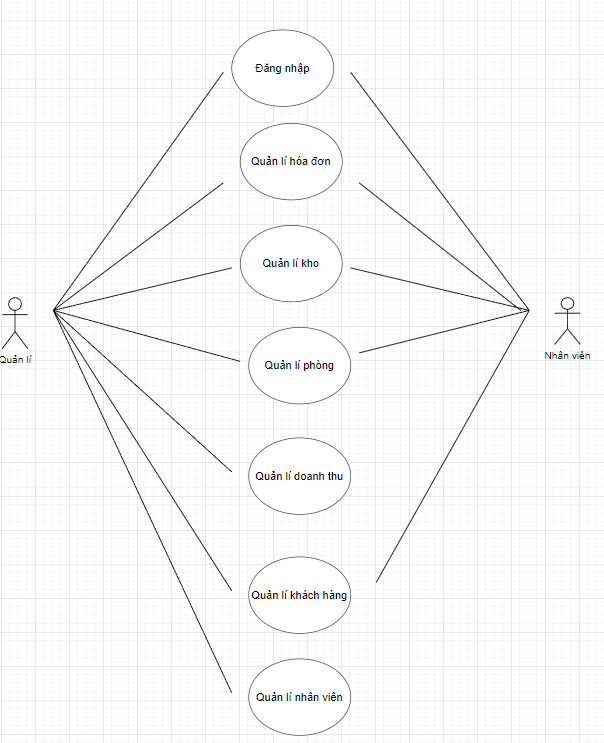 Đăng nhập
Quản lí hóa đơn
Quản lí kho
Quản lí
Nhân viên
Quản lí phòng
Quản lí doanh thu
Quản lí khách hàng
Quản lí nhân viên